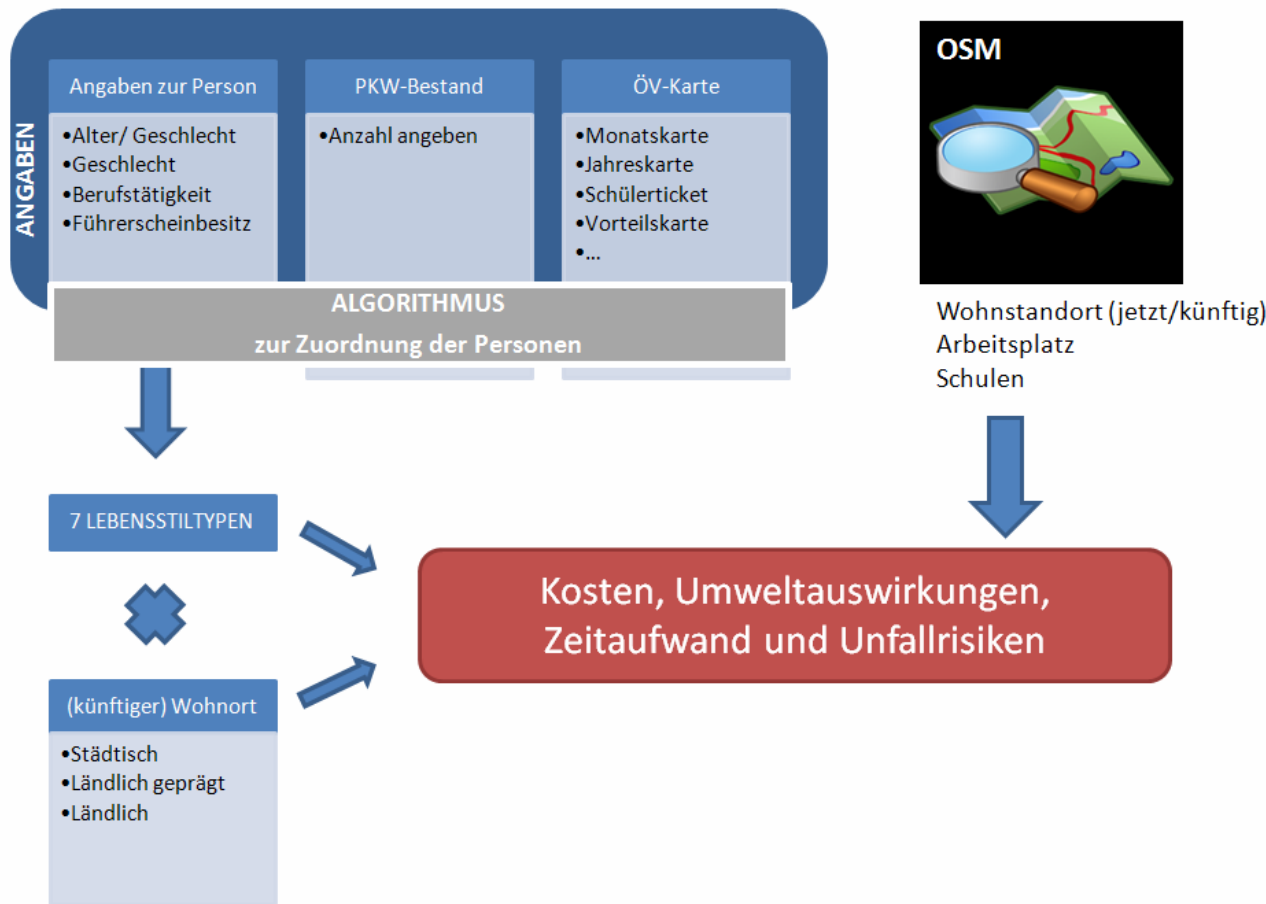 ANGABEN
Angaben zur Person
•Alter/ Geschlecht
•Geschlecht
•Berufstätigkeit
•Führerscheinbesitz
PKW-Bestand
•Anzahl angeben
ÖV-Karte
•Monatskarte
•Jahreskarte
•Schülerticket
•Vorteilskarte
•...
ALGORITHMUS
zur Zuordnung der Personen
OSM
Wohnstandort (jetzt/künftig)
Arbeitsplatz
Schulen
7 LEBENSSTILTYPEN
(künftiger) Wohnort
•Städtisch
•Ländlich geprägt
•Ländlich
Kosten, Umweltauswirkungen,
Zeitaufwand und Unfallrisiken